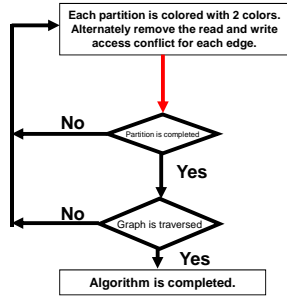 Each partition is colored with 2 colors.
Alternately remove the read and write
access conflict for each edge.
No
Partition is completed
Yes
No
Graph is traversed
Yes
Algorithm is completed.